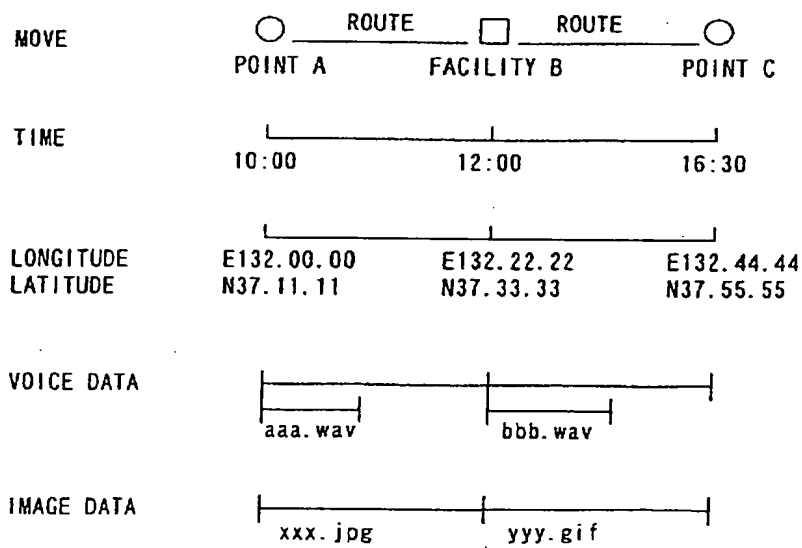 MOVE ROUTE ROUTE
POINT A FACILITY B POINT C
TIME
10:00 12:00 16:30
LONGITUDE E132.00.00 E132.22.22 E132.44.44
LATITUDE N37.11.11 N37.33.33 N37.55.55
VOICE DATA
aaa.wav bbb.wav
IMAGE DATA
xxx.jpg yyy.gif